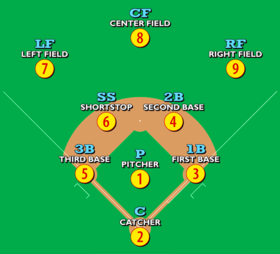 CF
CENTER FIELD
8
LF
LEFT FIELD
7
RF
RIGHT FIELD
9
SS
SHORTSTOP
6
2B
SECOND BASE
4
3B
THIRD BASE
5
P
PITCHER
1
1B
FIRST BASE
3
C
CATCHER
2